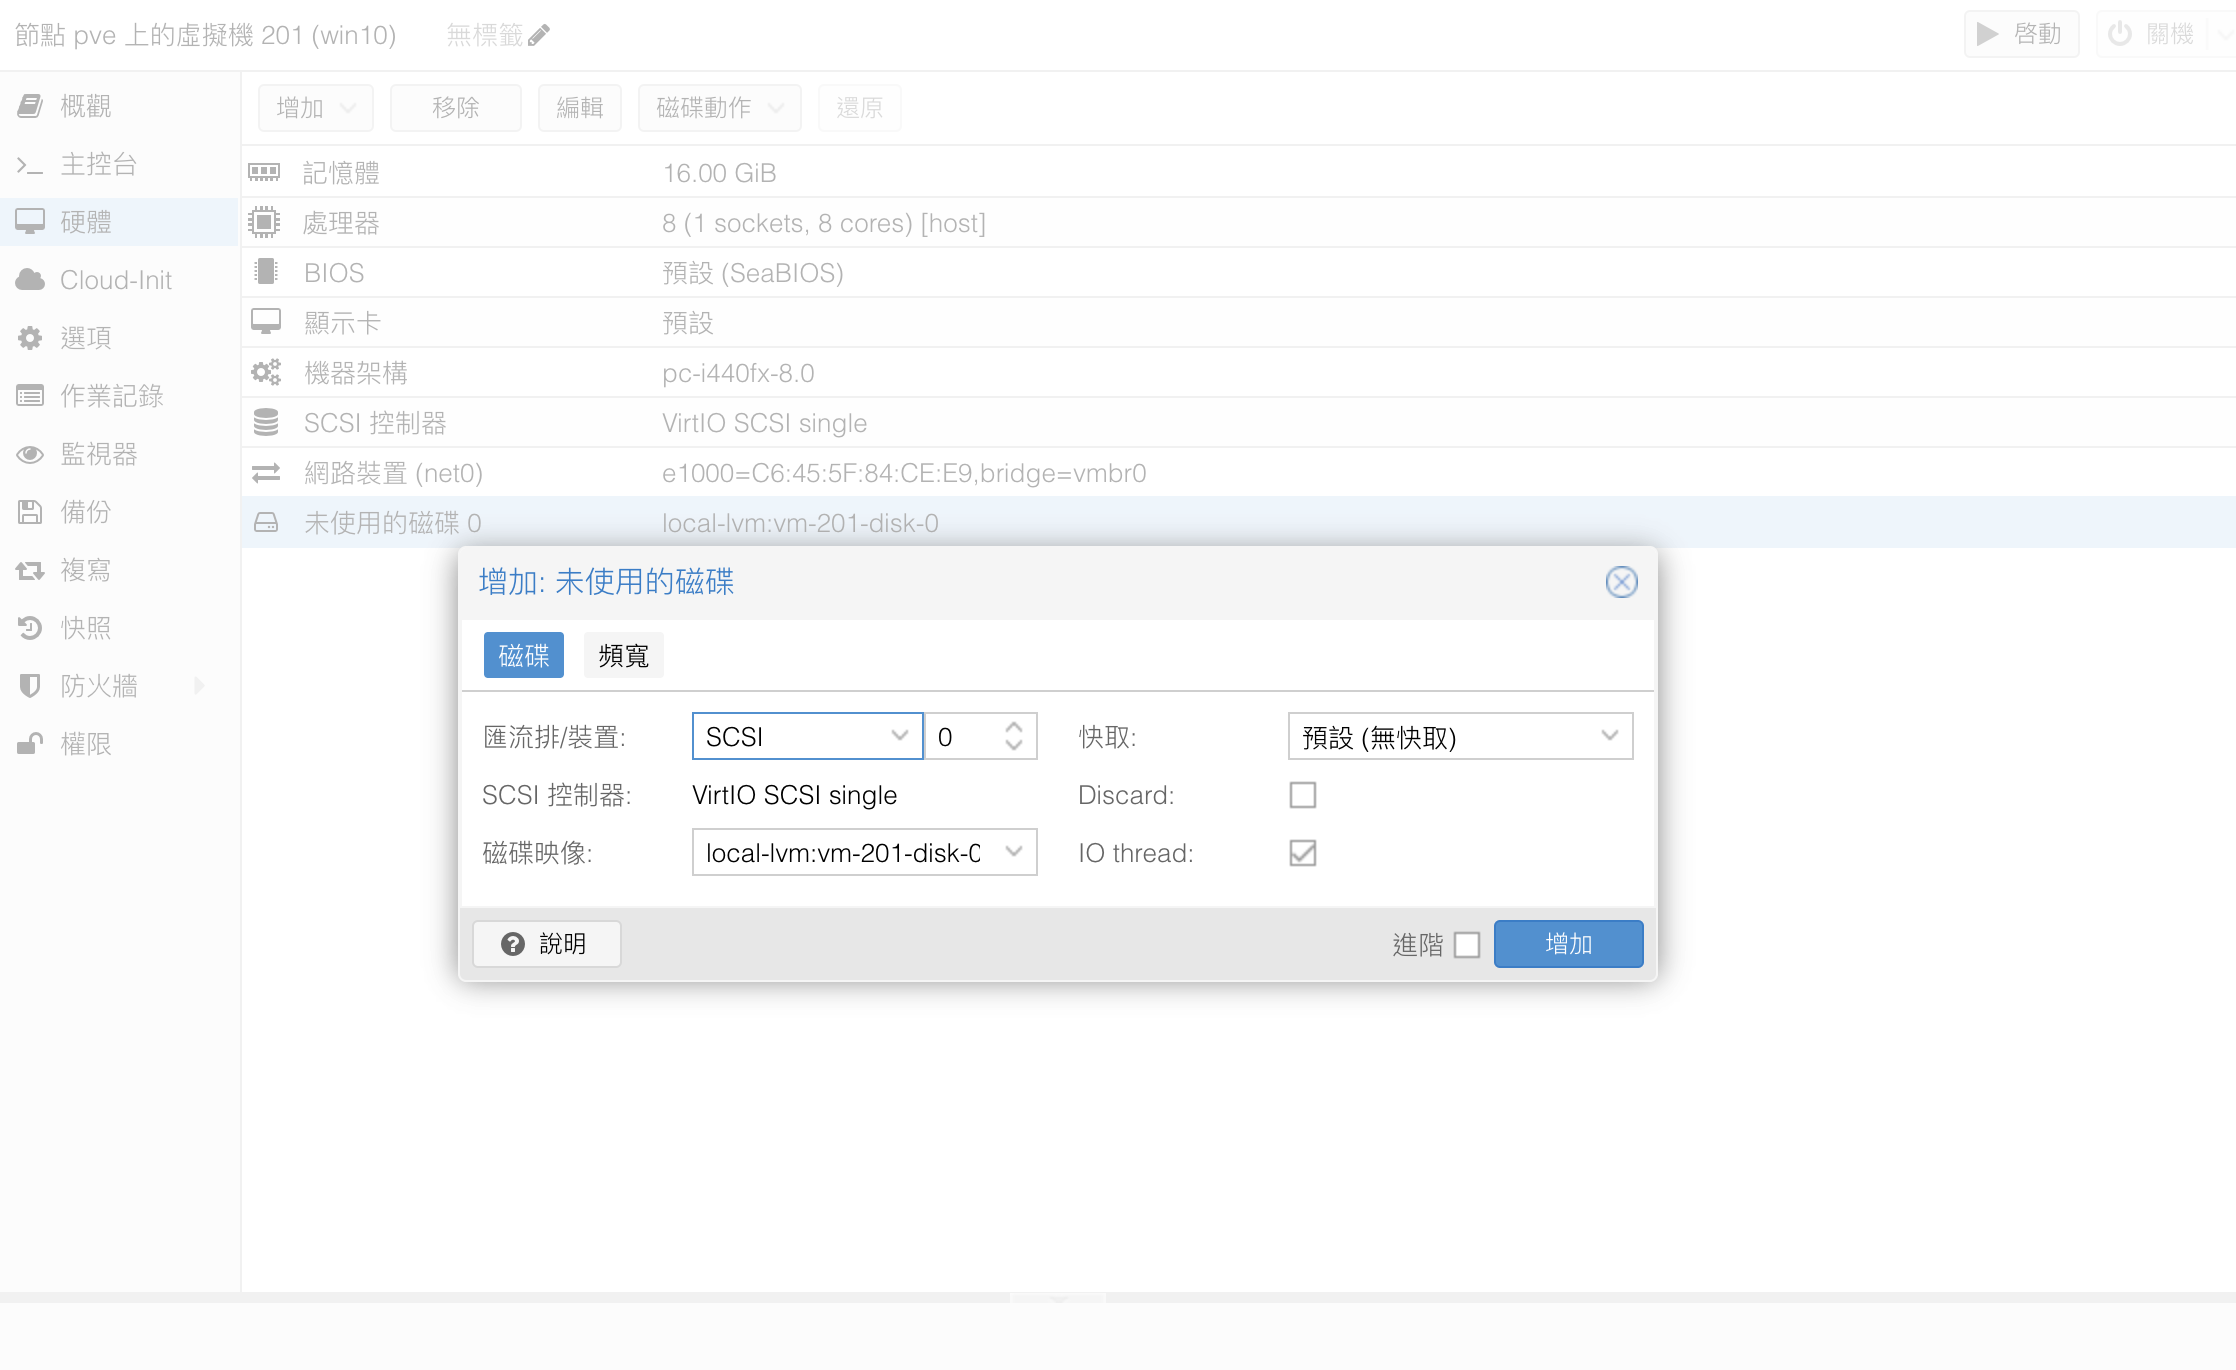 節點 pve 上的虛擬機 201 (win10) 無標籤 啓動 關機
概觀
主控台
硬體
Cloud-Init
選項
作業記錄
監視器
備份
複寫
快照
防火牆
權限
增加 移除 編輯 磁碟動作 還原
記憶體 16.00 GiB
處理器 8 (1 sockets, 8 cores) [host]
BIOS 預設 (SeaBIOS)
顯示卡 預設
機器架構 pc-i440fx-8.0
SCSI 控制器 VirtIO SCSI single
網路裝置 (net0) e1000=C6:45:5F:84:CE:E9,bridge=vmbr0
未使用的磁碟 0 local-lvm:vm-201-disk-0
增加: 未使用的磁碟
磁碟 頻寬
匯流排/裝置: SCSI 0 快取: 預設 (無快取)
SCSI 控制器: VirtIO SCSI single Discard:
磁碟映像: local-lvm:vm-201-disk-0 IO thread:
說明 進階 增加